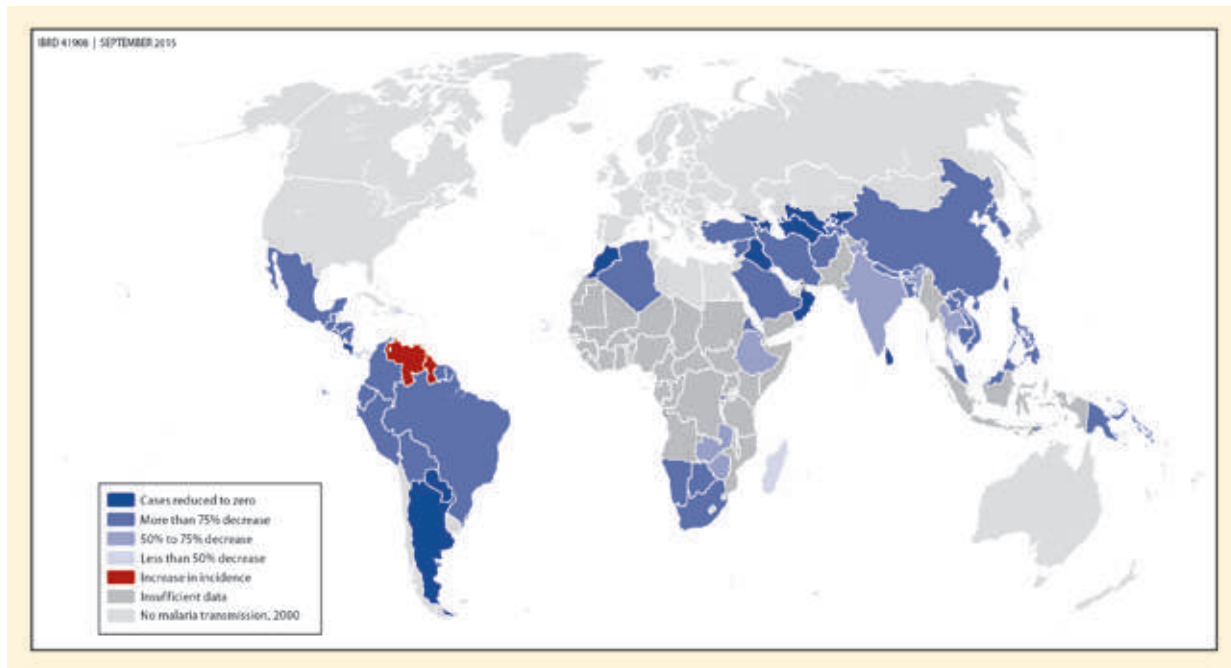 IBRD 41908 | SEPTEMBER 2015
Cases reduced to zero
More than 75% decrease
50% to 75% decrease
Less than 50% decrease
Increase in incidence
Insufficient data
No malaria transmission, 2000